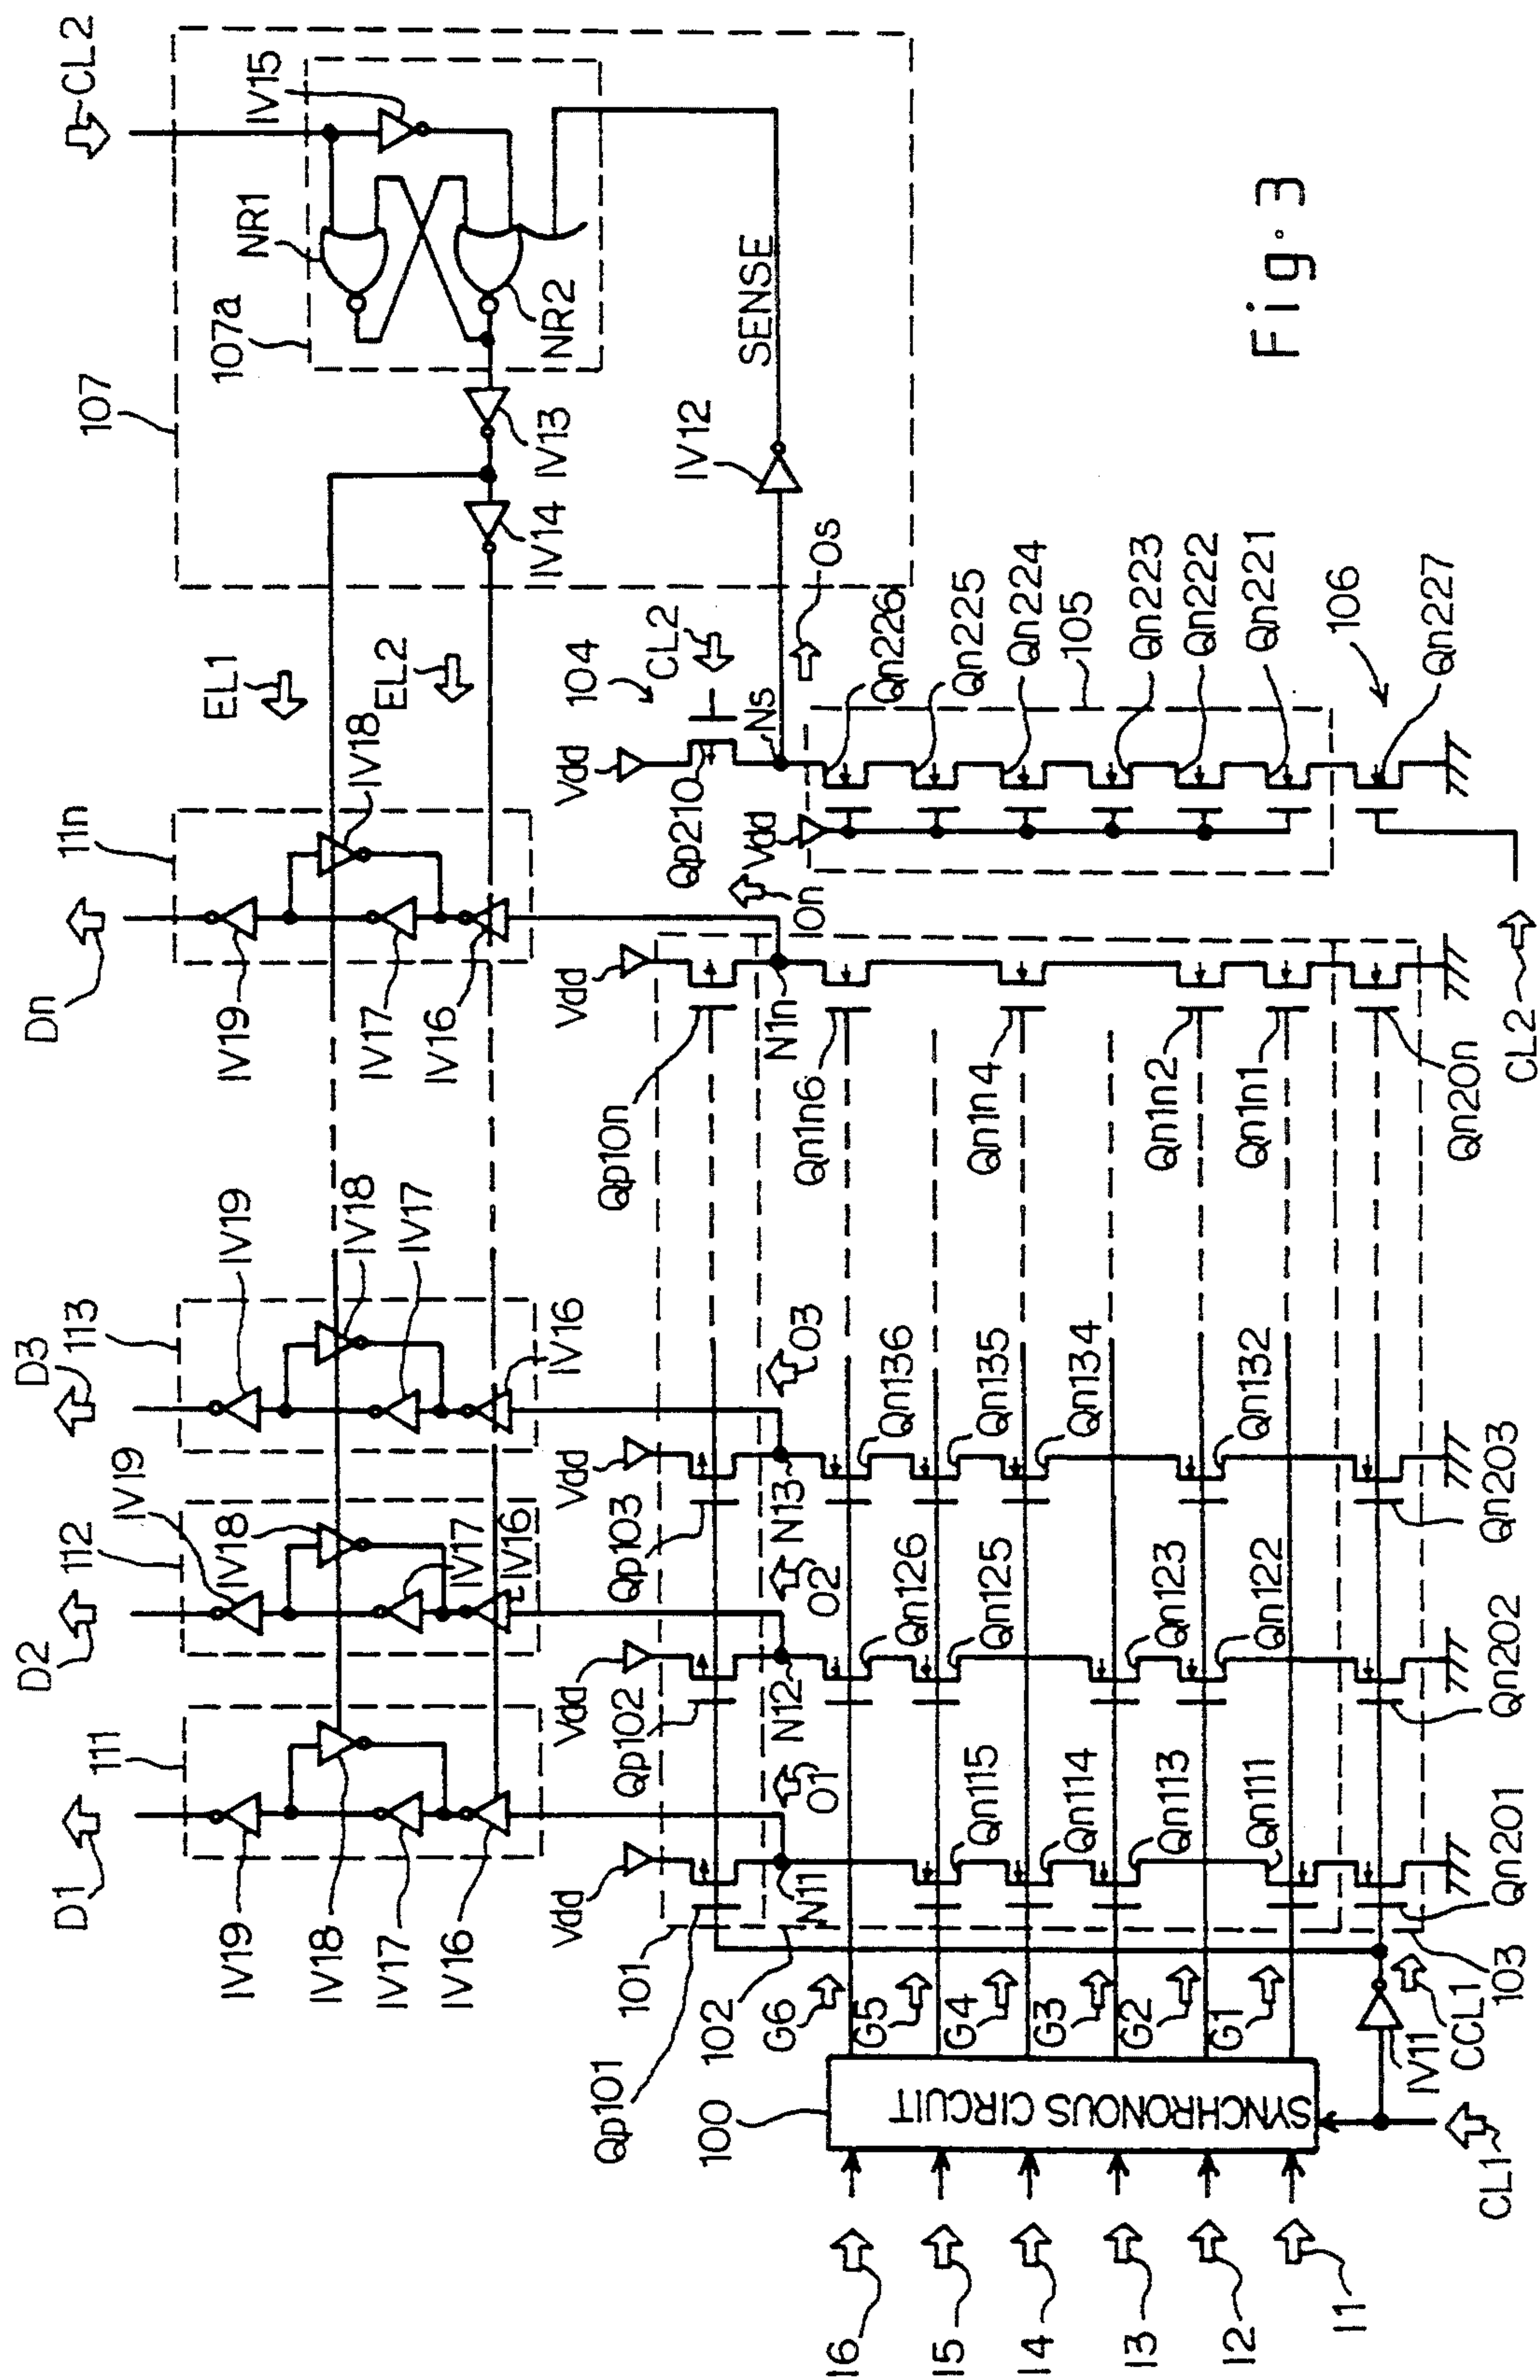 Fig. 3
CL2
107
107a
NR1
IV15
NR2
IV13
IV14
SENSE
IV12
Os
EL1
EL2
104
CL2
Vdd
Qp210
Ns
Vdd
Qn226
Qn225
Qn224
105
Qn223
Qn222
Qn221
106
Qn227
CL2
Dn
11n
IV19
IV18
IV17
IV16
10n
Vdd
Qp10n
N1n
Qn1n6
Qn1n4
Qn1n2
Qn1n1
Qn20n
D3
113
IV19
IV18
IV17
IV16
03
Vdd
Qp103
N13
Qn136
Qn135
Qn134
Qn132
Qn203
D2
112
IV19
IV18
IV17
IV16
02
Vdd
Qp102
N12
Qn126
Qn125
Qn123
Qn122
Qn202
D1
111
IV19
IV18
IV17
IV16
01
Vdd
Qp101
N11
Qn115
Qn114
Qn113
Qn111
Qn201
101
102
103
G6
G5
G4
G3
G2
G1
CCL1
IV11
100
SYNCHRONOUS CIRCUIT
I6
I5
I4
I3
I2
I1
CL1